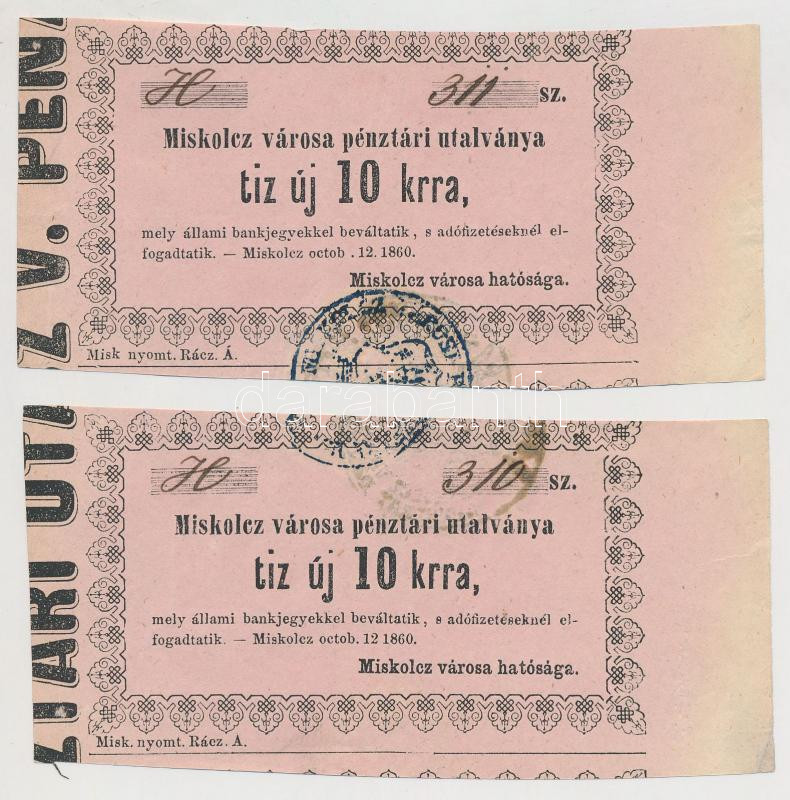 Z V. PÉNZ
H 311 sz.
Miskolcz városa pénztári utalványa
tiz új 10 krra,
mely állami bankjegyekkel beváltatik, s adófizetéseknél el-
fogadtatik. — Miskolcz octob .12.1860.
Miskolcz városa hatósága.
Misk nyomt. Rácz. Á.
darabanth
ZTÁRI UTA
H 310 sz.
Miskolcz városa pénztári utalványa
tiz új 10 krra,
mely állami bankjegyekkel beváltatik, s adófizetéseknél el-
fogadtatik. — Miskolcz octob. 12 1860.
Miskolcz városa hatósága.
Misk. nyomt. Rácz. A.